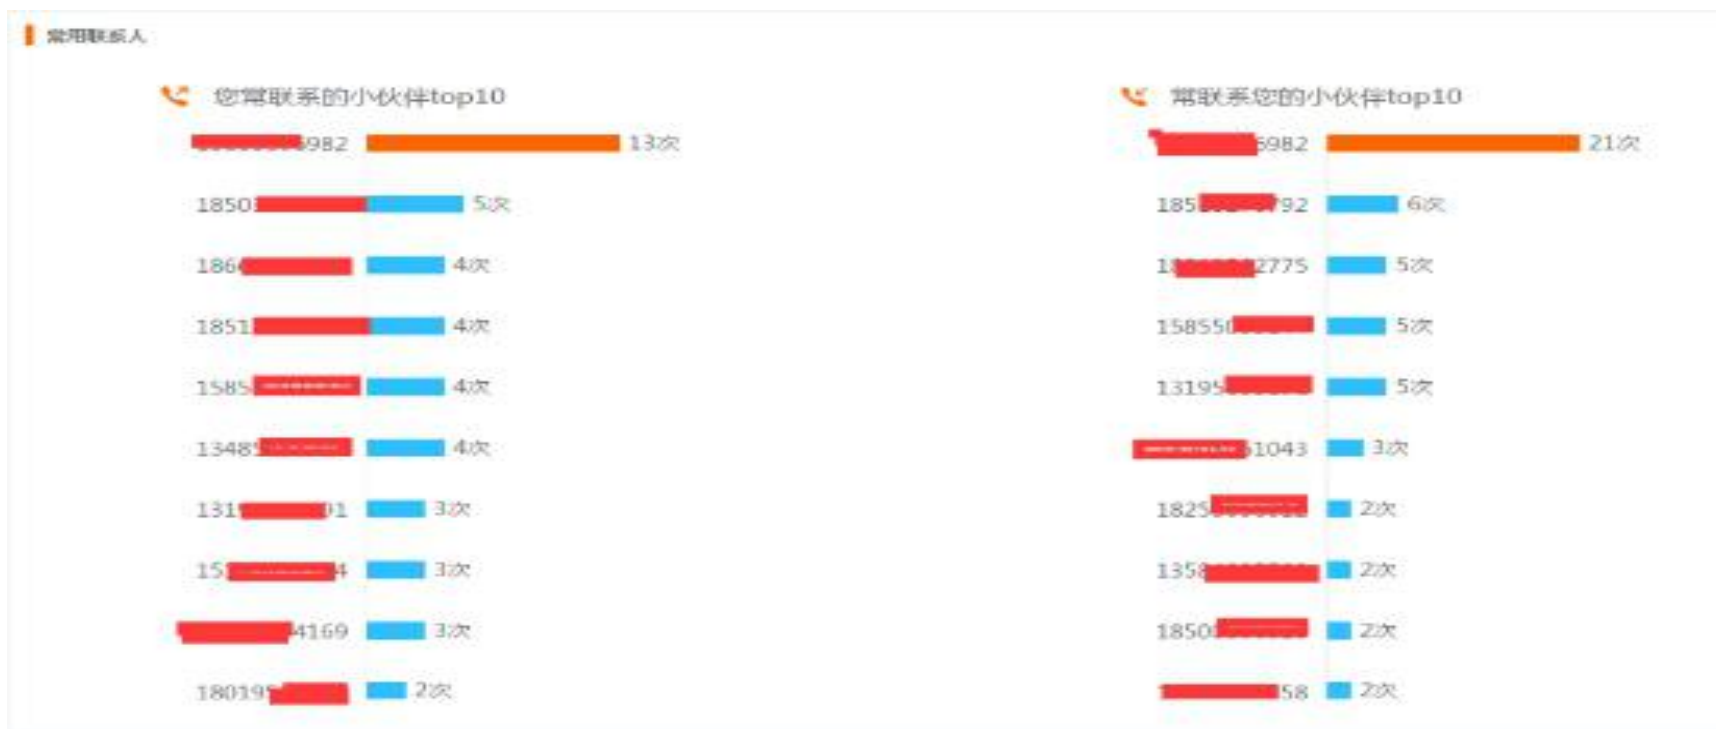 常用联系人
您常联系的小伙伴top10
6982 13次
1850 5次
186 4次
1851 4次
1585 4次
1348 4次
131 1 3次
15 4 3次
4169 3次
18019 2次
常联系您的小伙伴top10
6982 21次
185 792 6次
1 2775 5次
15855 5次
13195 5次
1043 3次
1825 2次
135 2次
1850 2次
58 2次